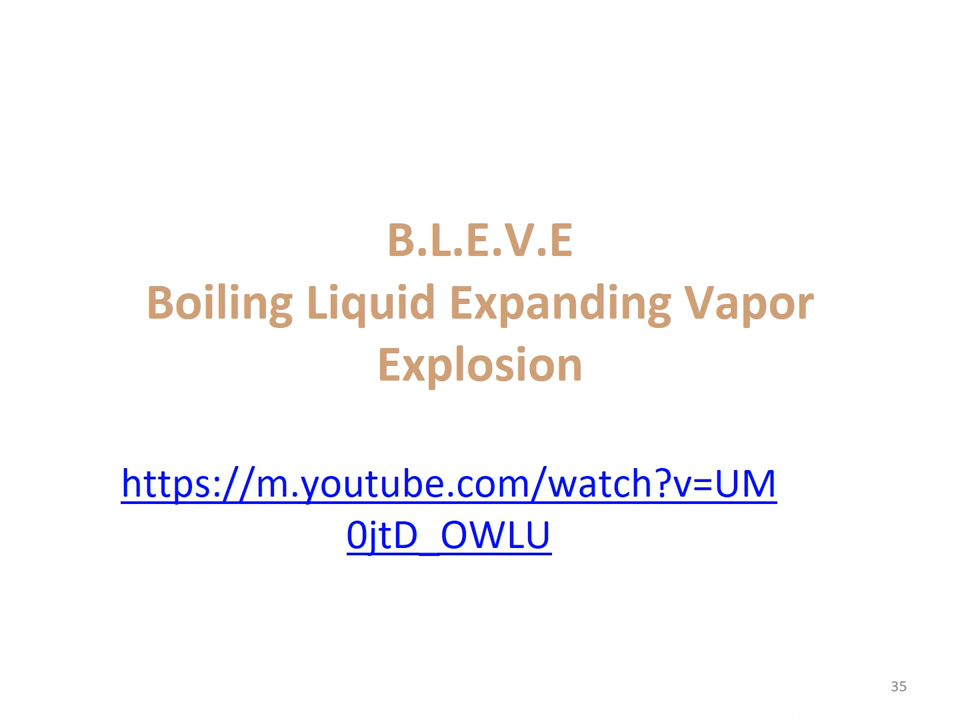 B.L.E.V.E
Boiling Liquid Expanding Vapor
Explosion
https://m.youtube.com/watch?v=UM
0jtD_OWLU
35